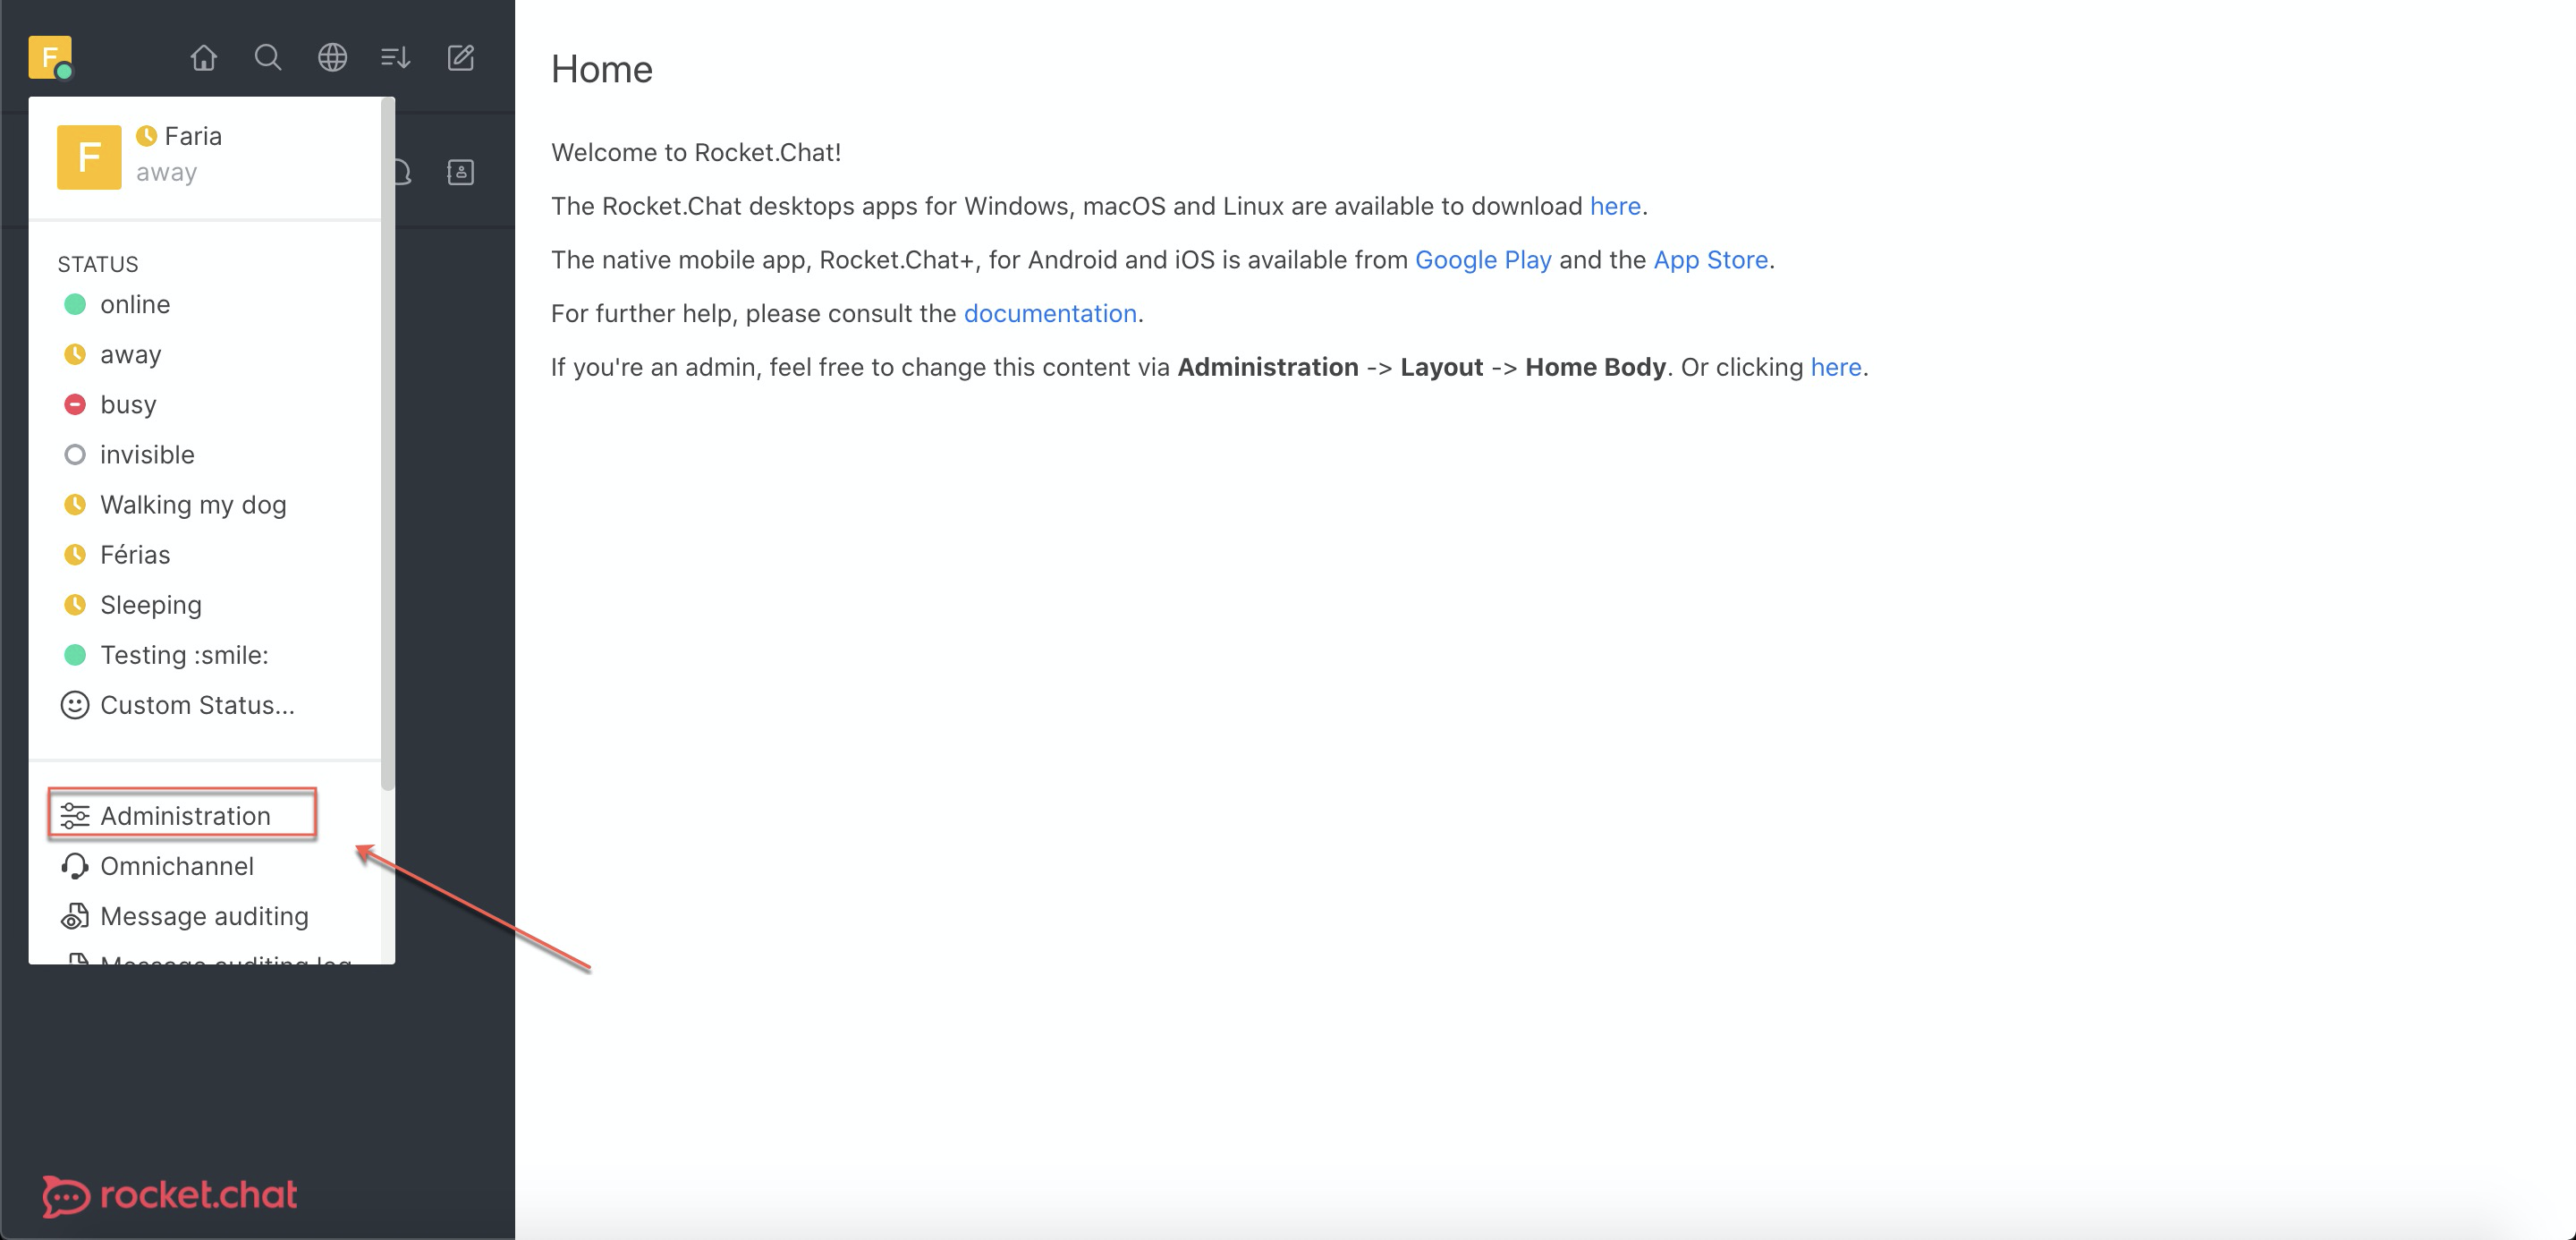 F
F
Faria
away
STATUS
online
away
busy
invisible
Walking my dog
Férias
Sleeping
Testing :smile:
Custom Status...
Administration
Omnichannel
Message auditing
Message auditing log
rocket.chat
Home
Welcome to Rocket.Chat!
The Rocket.Chat desktops apps for Windows, macOS and Linux are available to download here.
The native mobile app, Rocket.Chat+, for Android and iOS is available from Google Play and the App Store.
For further help, please consult the documentation.
If you're an admin, feel free to change this content via Administration -> Layout -> Home Body. Or clicking here.